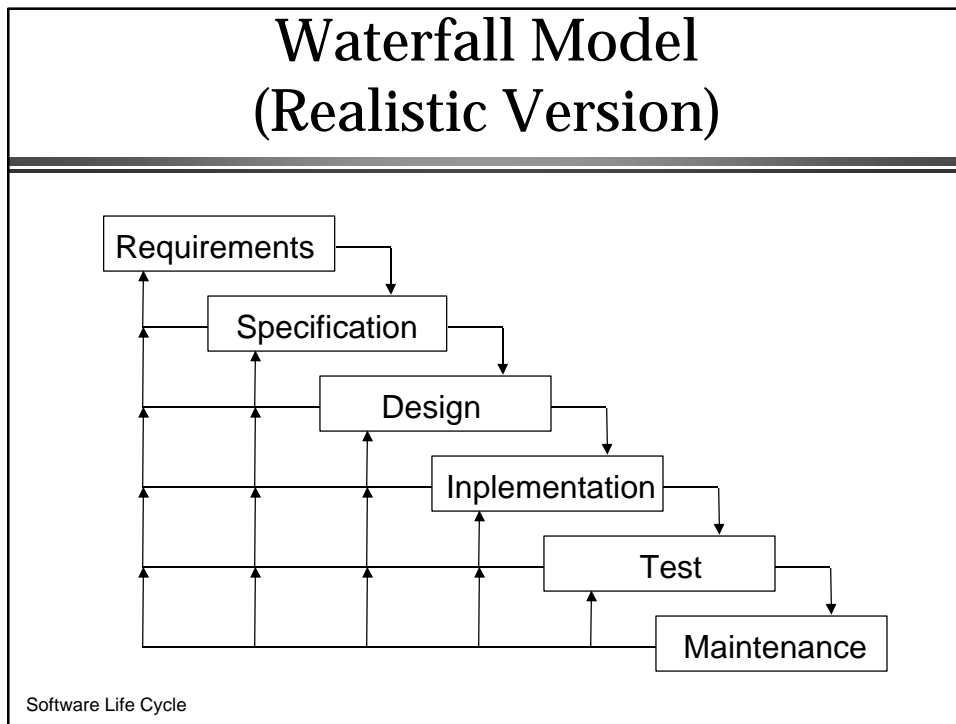 Waterfall Model
(Realistic Version)
Requirements
Specification
Design
Inplementation
Test
Maintenance
Software Life Cycle